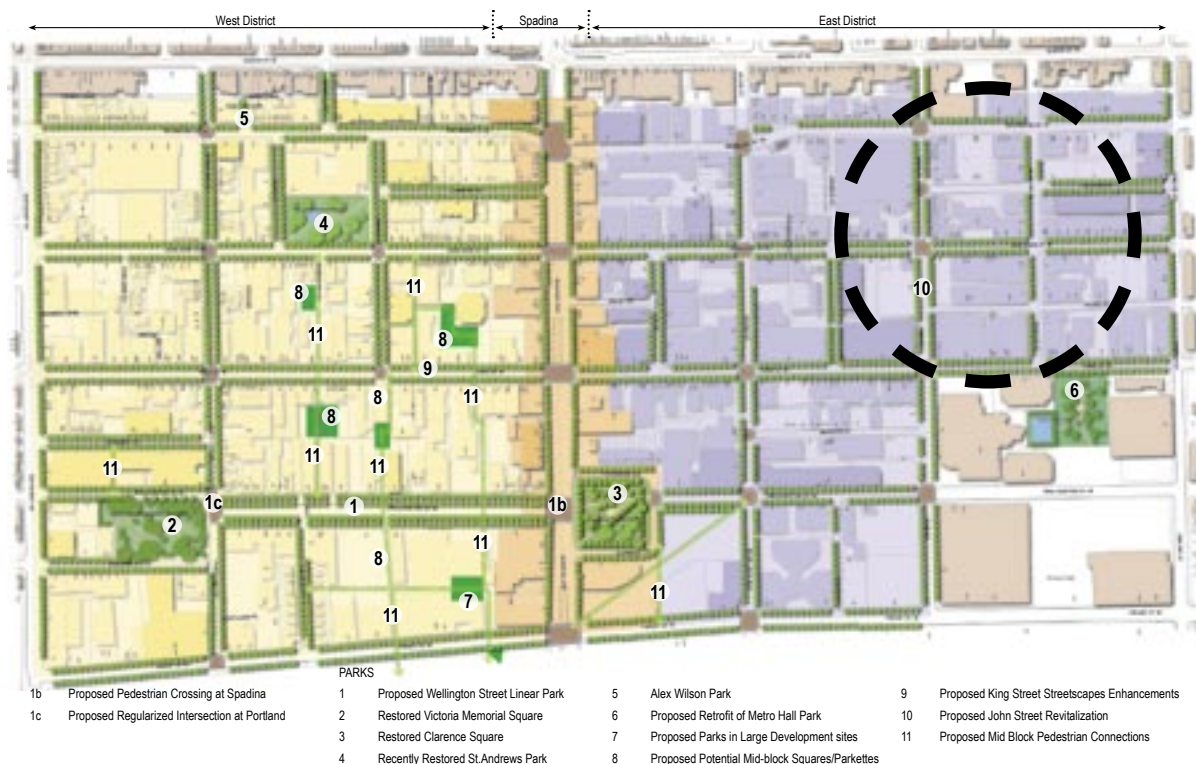 West District Spadina East District
5
4
8 11 10
11 8
9
8 11 6
8
11 11
11
1c 1 1b 3
2
11
8
7 11
11
PARKS
1b Proposed Pedestrian Crossing at Spadina
1c Proposed Regularized Intersection at Portland
1 Proposed Wellington Street Linear Park
2 Restored Victoria Memorial Square
3 Restored Clarence Square
4 Recently Restored St.Andrews Park
5 Alex Wilson Park
6 Proposed Retrofit of Metro Hall Park
7 Proposed Parks in Large Development sites
8 Proposed Potential Mid-block Squares/Parkettes
9 Proposed King Street Streetscapes Enhancements
10 Proposed John Street Revitalization
11 Proposed Mid Block Pedestrian Connections